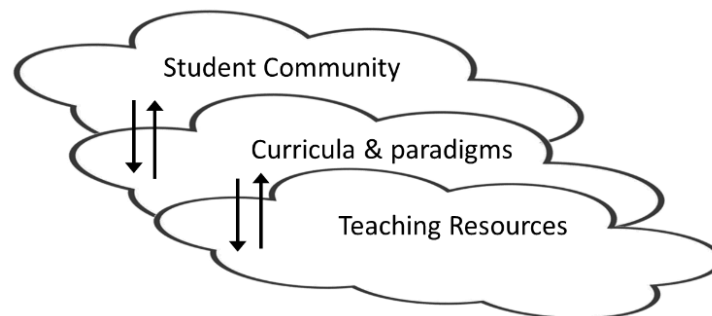 Student Community
Curricula & paradigms
Teaching Resources